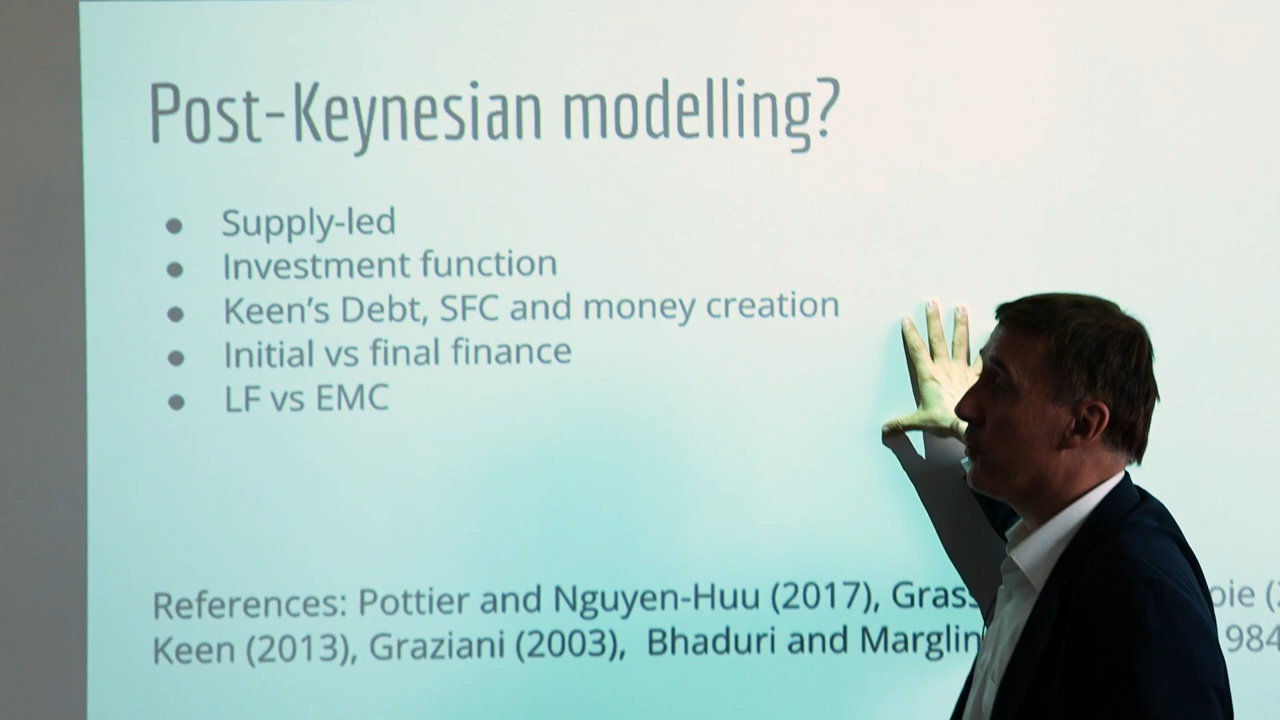 Post-Keynesian modelling?
● Supply-led
● Investment function
● Keen's Debt, SFC and money creation
● Initial vs final finance
● LF vs EMC
References: Pottier and Nguyen-Huu (2017),
Keen (2013), Graziani (2003), Bhaduri and Marglin